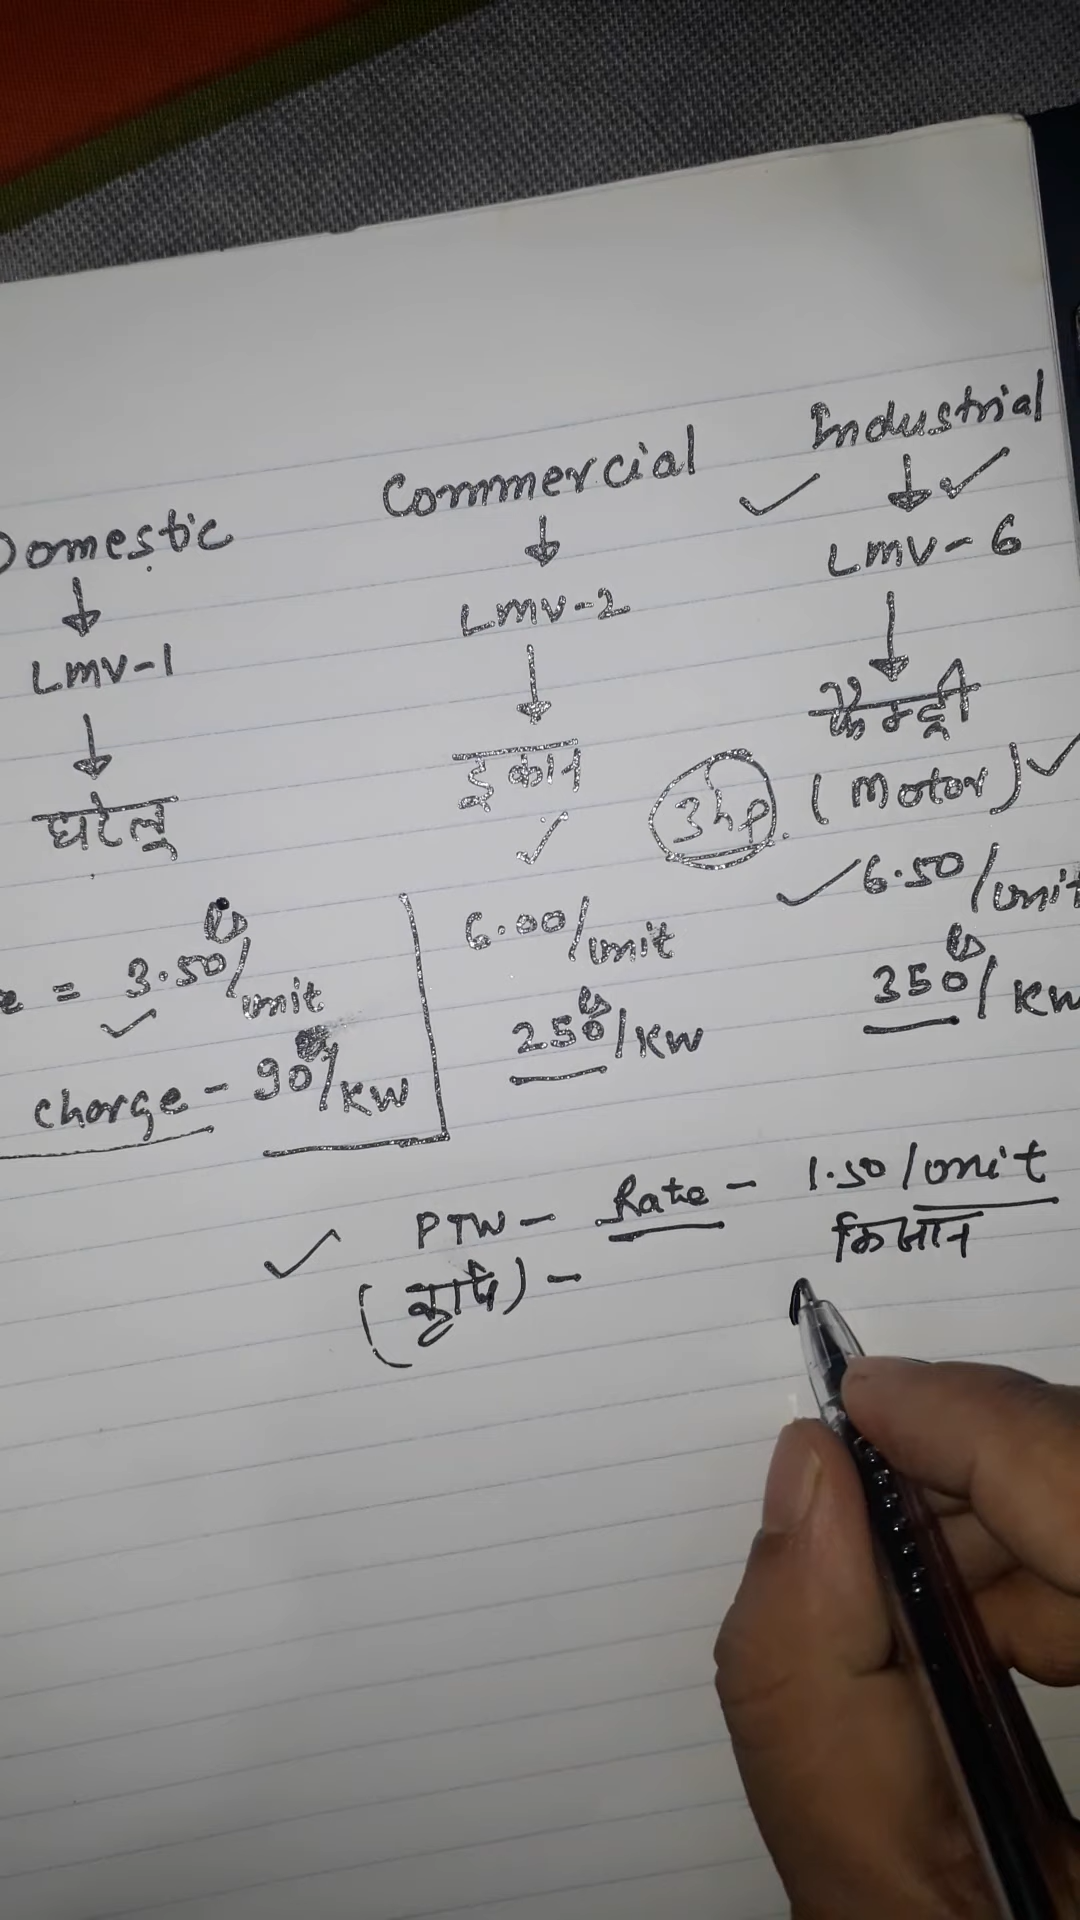 Domestic
↓
LMV-1
↓
घरेलू
e = 3.50/unit
charge - 90/KW
Commercial
↓
LMV-2
↓
दुकान
6.00/unit
250/KW
Industrial
↓
LMV-6
↓
फैक्ट्री
3hp. (Motor)
6.50/unit
350/KW
PTW - Rate - 1.50/unit
(कृषि) - किसान